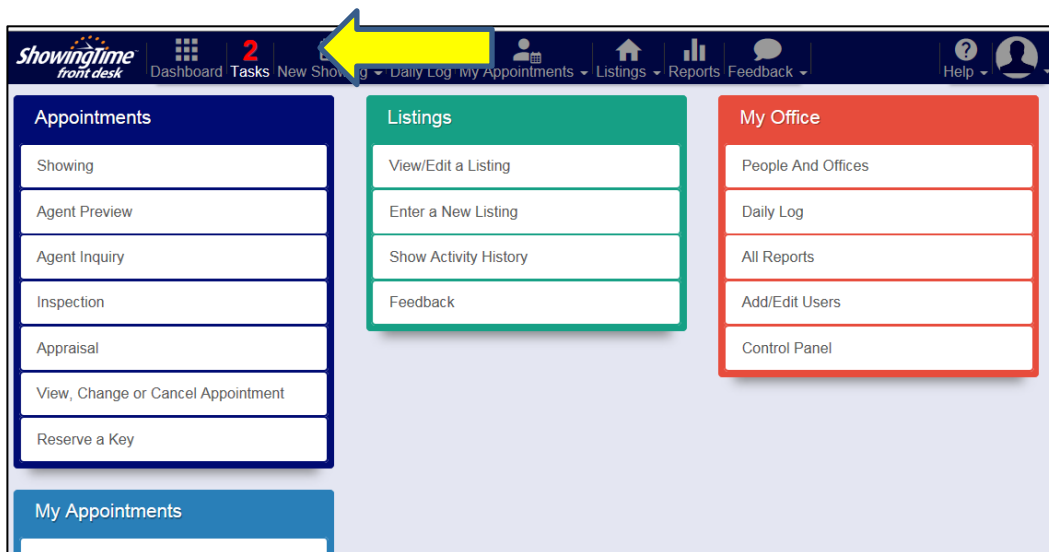 ShowingTime
front desk
2
Dashboard Tasks New Showing Daily Log My Appointments Listings Reports Feedback
Help
Appointments
Showing
Agent Preview
Agent Inquiry
Inspection
Appraisal
View, Change or Cancel Appointment
Reserve a Key
My Appointments
Listings
View/Edit a Listing
Enter a New Listing
Show Activity History
Feedback
My Office
People And Offices
Daily Log
All Reports
Add/Edit Users
Control Panel